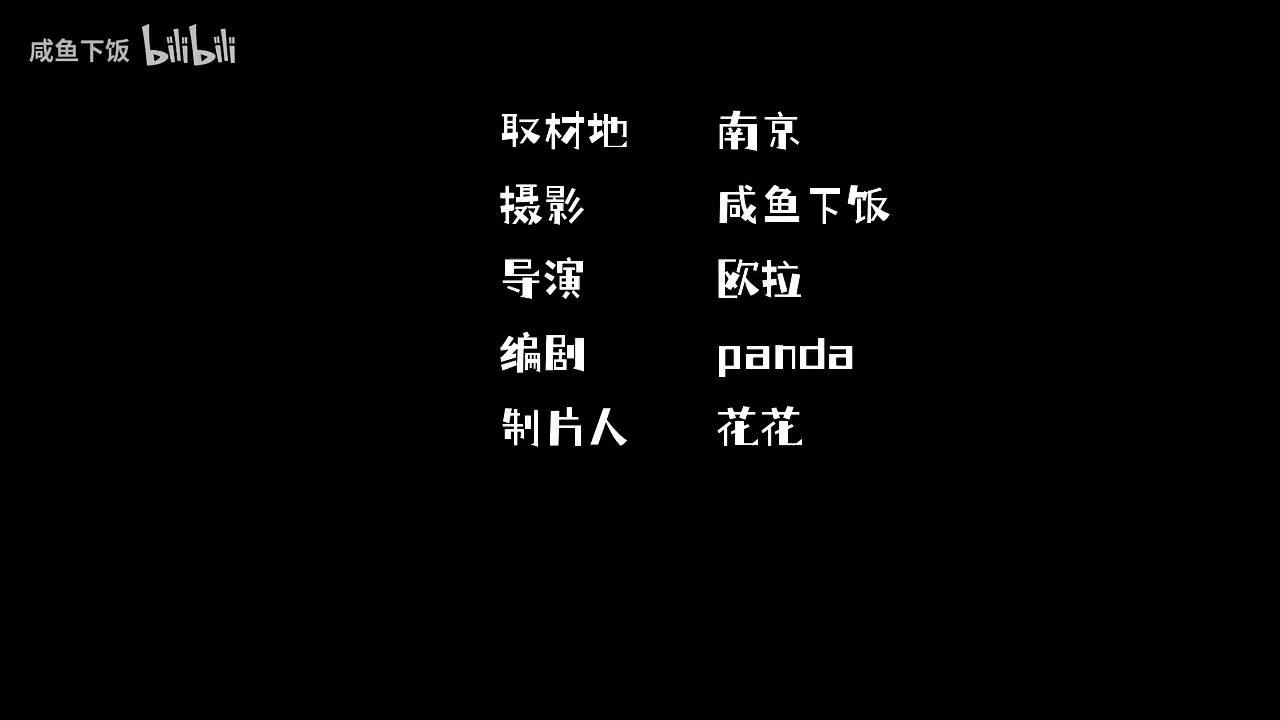 咸鱼下饭 bilibili
取材地 南京
摄影 咸鱼下饭
导演 欧拉
编剧 panda
制片人 花花